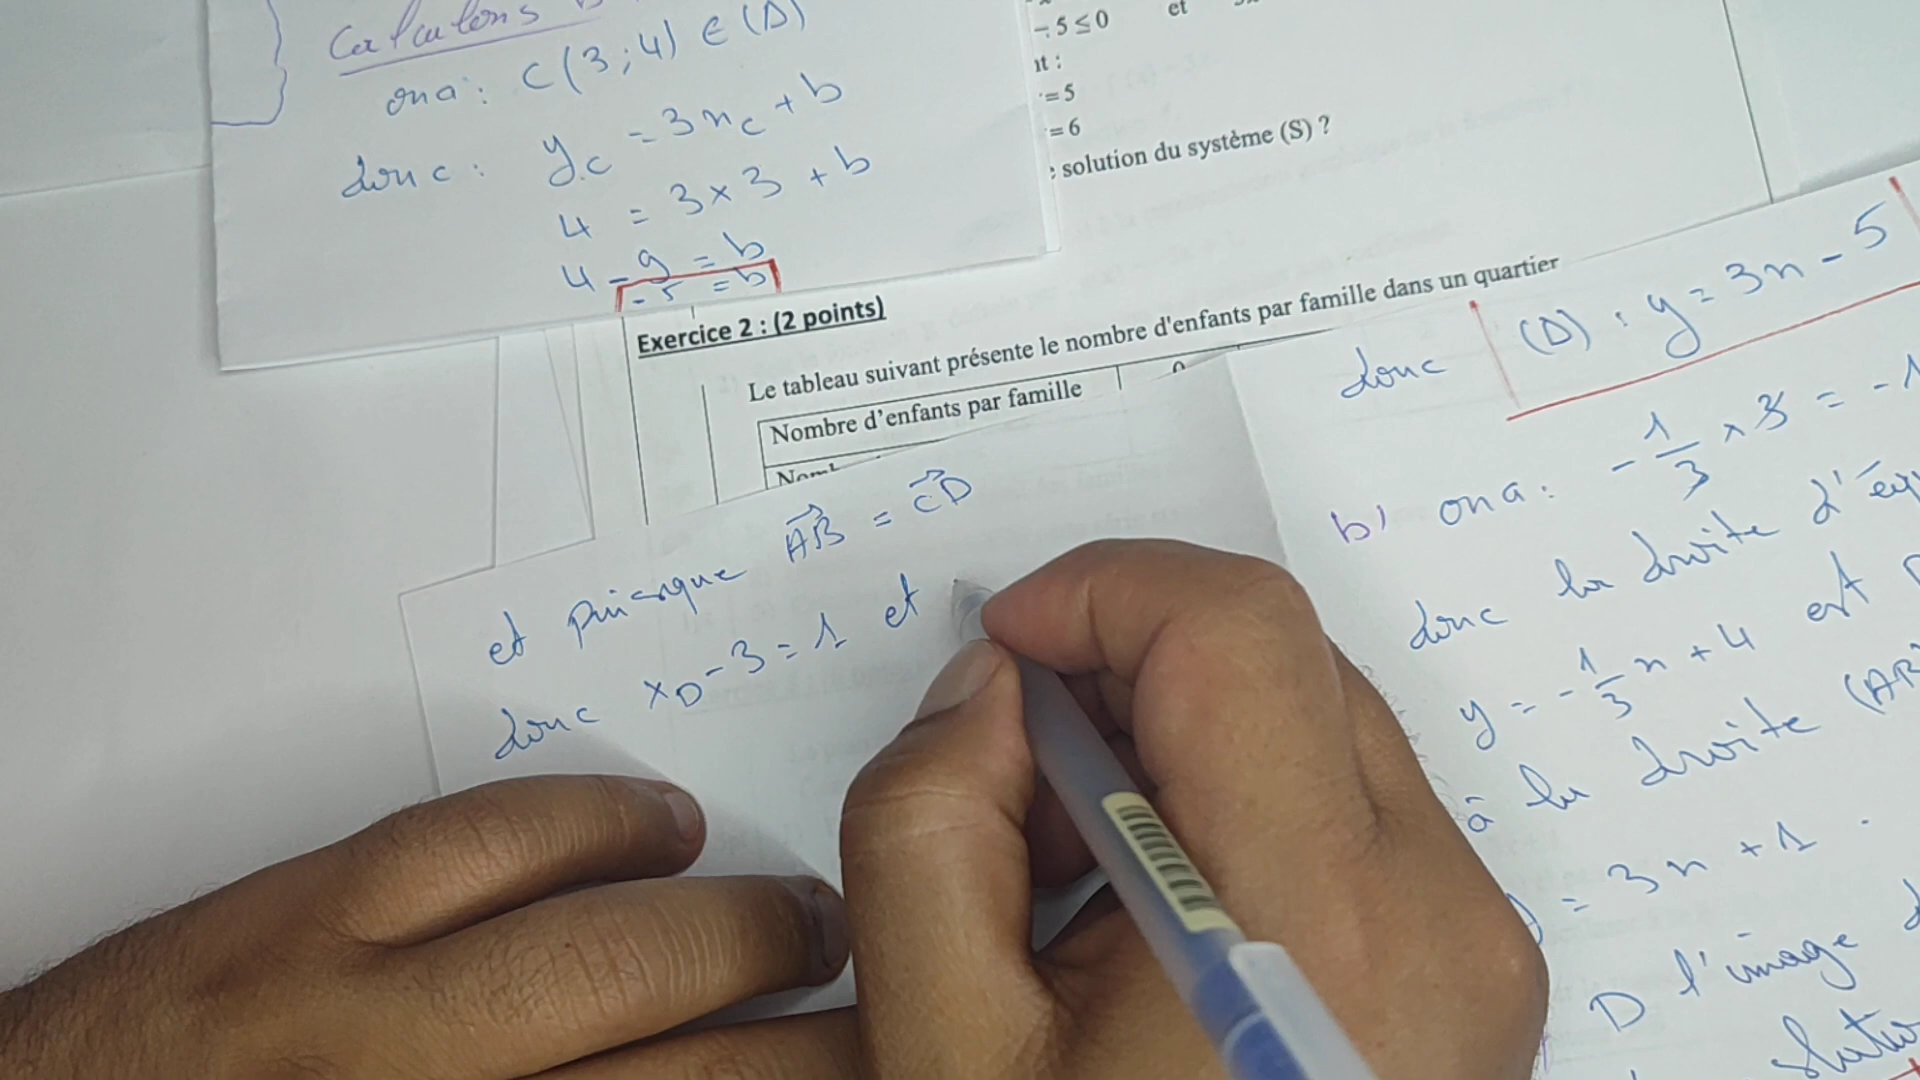 Calculons
on a : C(3;4) ∈ (D)
donc : yc = 3xc + b
4 = 3×3 + b
4 - 9 = b
-5 = b
- 5 ≤ 0 et
nt :
= 5
= 6
solution du système (S) ?
Exercice 2 : (2 points)
Le tableau suivant présente le nombre d'enfants par famille dans un quartier
Nombre d'enfants par famille 0
et puisque AB = CD
donc xD - 3 = 1 et
donc (D) : y = 3x - 5
b) on a : -1/3 × 3 = -1
donc la droite d'éq
y = -1/3 x + 4 est
à la droite (AB)
= 3x + 1 .
D l'image d